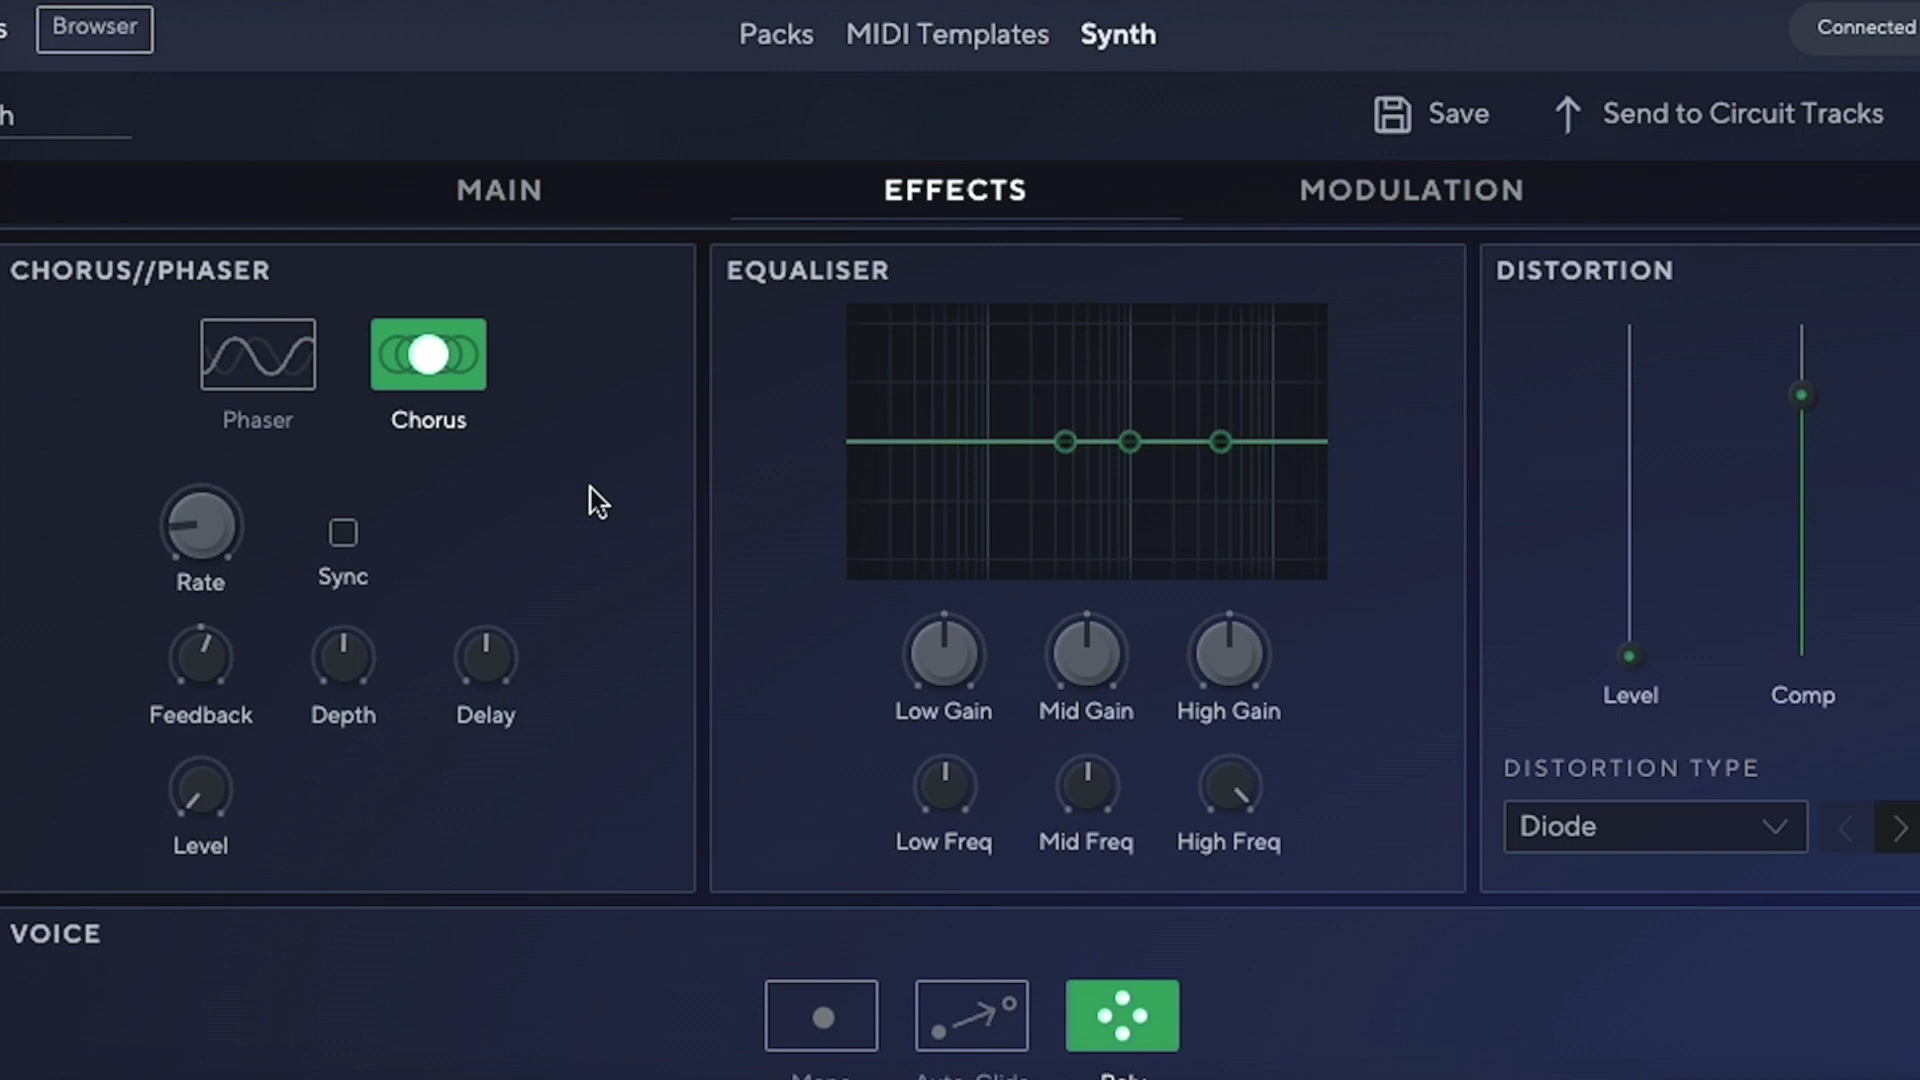 Browser
Packs MIDI Templates Synth
Connected
Save
Send to Circuit Tracks
MAIN
EFFECTS
MODULATION
CHORUS//PHASER
EQUALISER
DISTORTION
Phaser
Chorus
Rate
Sync
Feedback
Depth
Delay
Level
Low Gain
Mid Gain
High Gain
Low Freq
Mid Freq
High Freq
Level
Comp
DISTORTION TYPE
Diode
VOICE